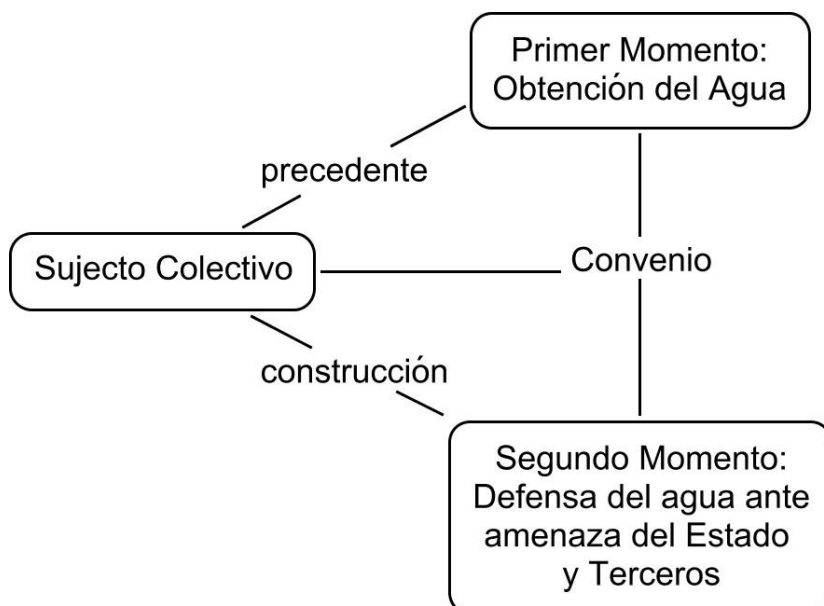 Primer Momento:
Obtención del Agua
precedente
Sujecto Colectivo
Convenio
construcción
Segundo Momento:
Defensa del agua ante
amenaza del Estado
y Terceros